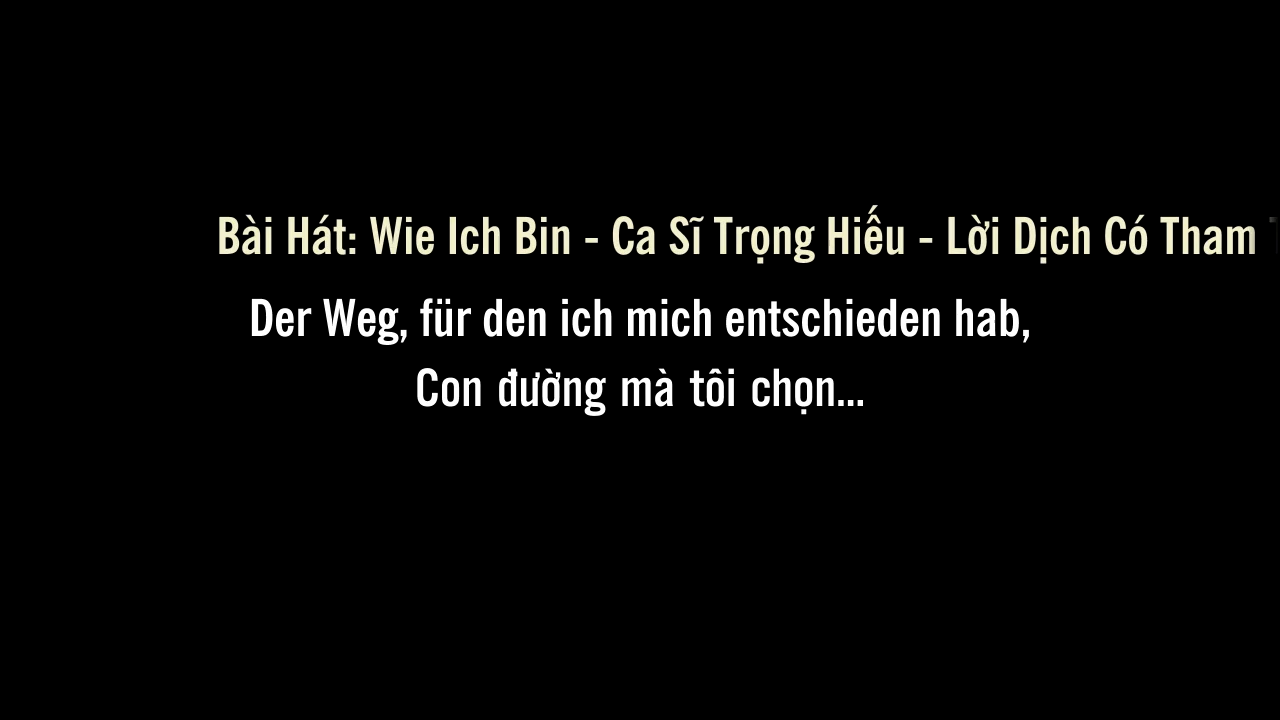 Bài Hát: Wie Ich Bin - Ca Sĩ Trọng Hiếu - Lời Dịch Có Tham
Der Weg, für den ich mich entschieden hab,
Con đường mà tôi chọn...